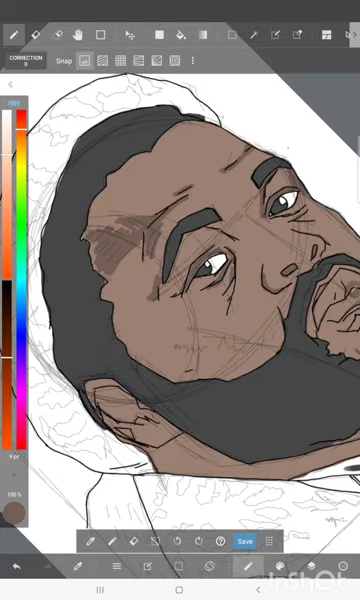 CORRECTION
0
Snap
HSV
9 px
100 %
Save
InShOt